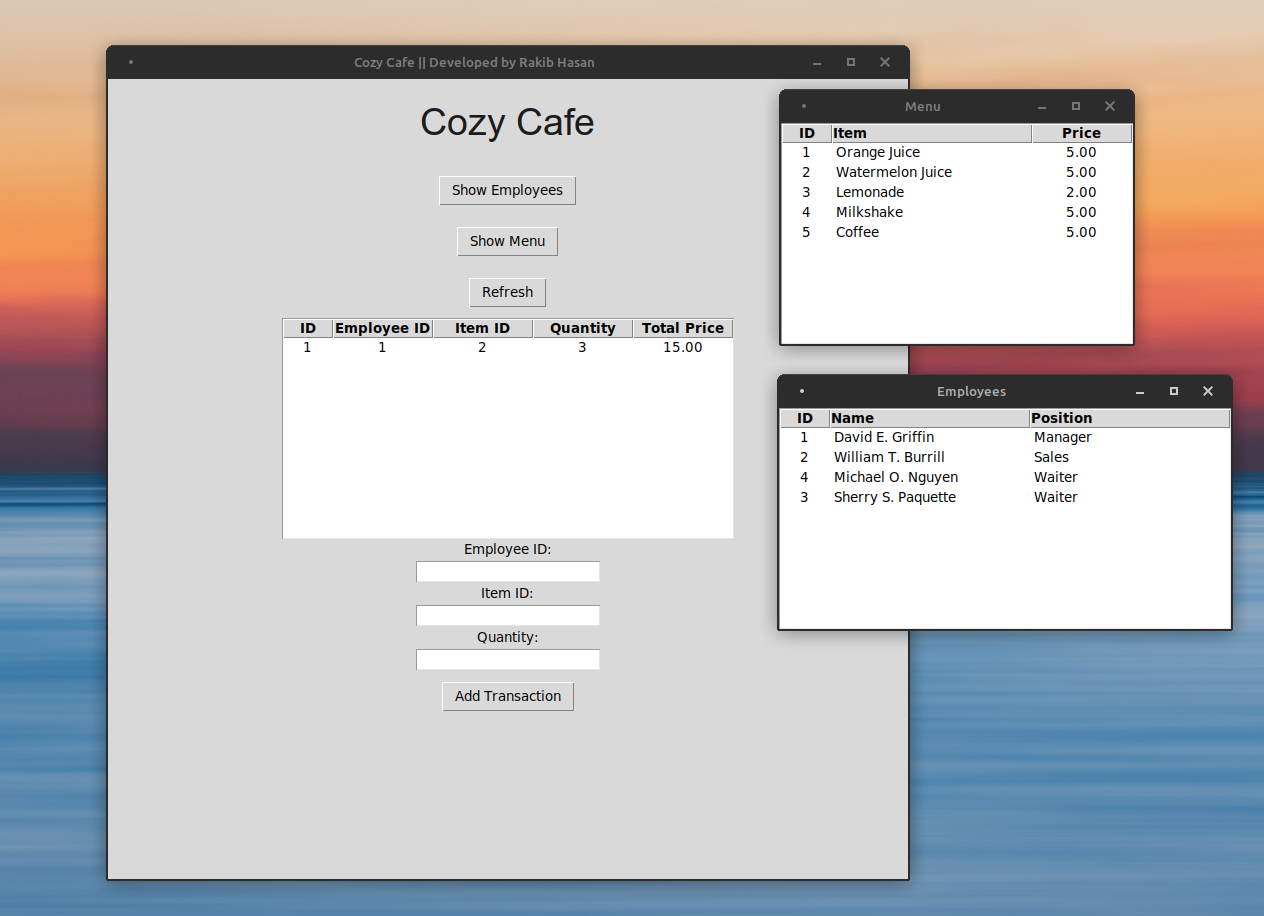 Cozy Cafe || Developed by Rakib Hasan
Cozy Cafe
Show Employees
Show Menu
Refresh
ID Employee ID Item ID Quantity Total Price
1 1 2 3 15.00
Employee ID:
Item ID:
Quantity:
Add Transaction
Menu
ID Item Price
1 Orange Juice 5.00
2 Watermelon Juice 5.00
3 Lemonade 2.00
4 Milkshake 5.00
5 Coffee 5.00
Employees
ID Name Position
1 David E. Griffin Manager
2 William T. Burrill Sales
4 Michael O. Nguyen Waiter
3 Sherry S. Paquette Waiter